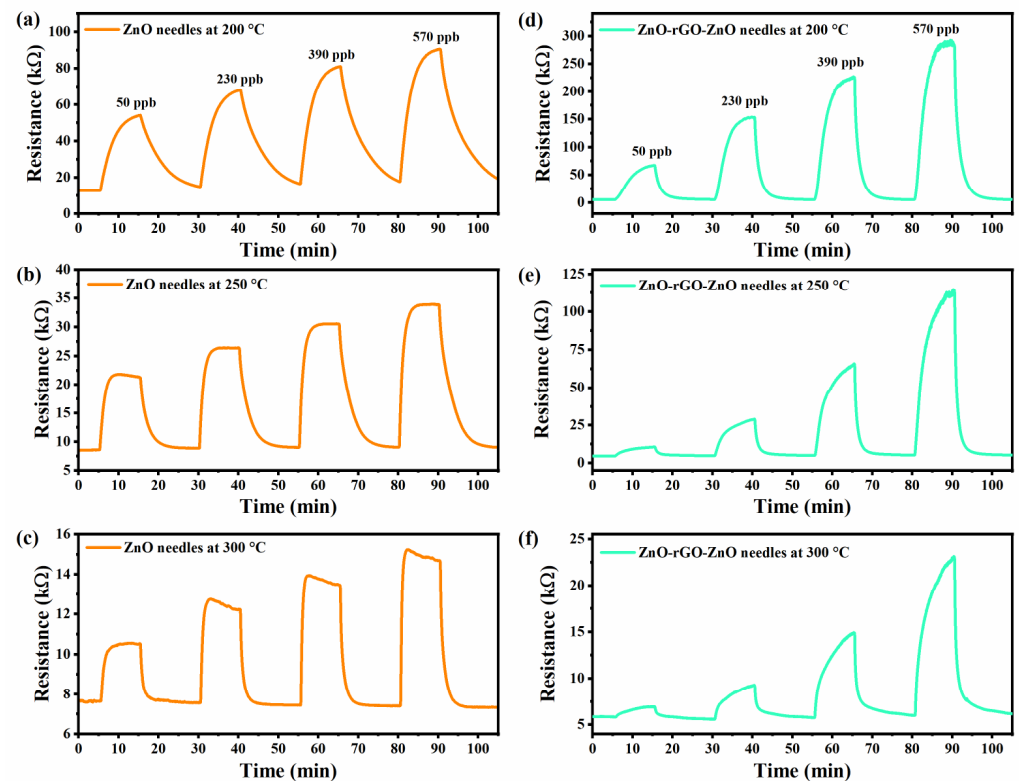 (a)
ZnO needles at 200 °C
50 ppb
230 ppb
390 ppb
570 ppb
Resistance (kΩ)
100
80
60
40
20
0
0 10 20 30 40 50 60 70 80 90 100
Time (min)
(d)
ZnO-rGO-ZnO needles at 200 °C
50 ppb
230 ppb
390 ppb
570 ppb
Resistance (kΩ)
300
250
200
150
100
50
0
0 10 20 30 40 50 60 70 80 90 100
Time (min)
(b)
ZnO needles at 250 °C
Resistance (kΩ)
40
35
30
25
20
15
10
5
0 10 20 30 40 50 60 70 80 90 100
Time (min)
(e)
ZnO-rGO-ZnO needles at 250 °C
Resistance (kΩ)
125
100
75
50
25
0
0 10 20 30 40 50 60 70 80 90 100
Time (min)
(c)
ZnO needles at 300 °C
Resistance (kΩ)
16
14
12
10
8
6
0 10 20 30 40 50 60 70 80 90 100
Time (min)
(f)
ZnO-rGO-ZnO needles at 300 °C
Resistance (kΩ)
25
20
15
10
5
0 10 20 30 40 50 60 70 80 90 100
Time (min)